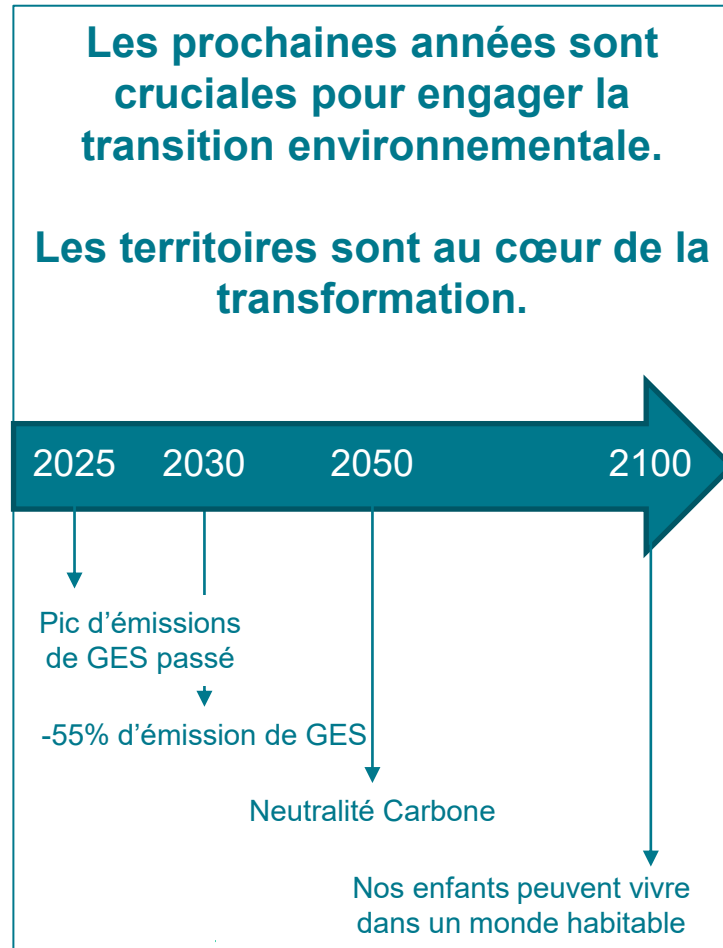 Les prochaines années sont
cruciales pour engager la
transition environnementale.
Les territoires sont au cœur de la
transformation.
2025 2030 2050 2100
Pic d’émissions
de GES passé
-55% d’émission de GES
Neutralité Carbone
Nos enfants peuvent vivre
dans un monde habitable